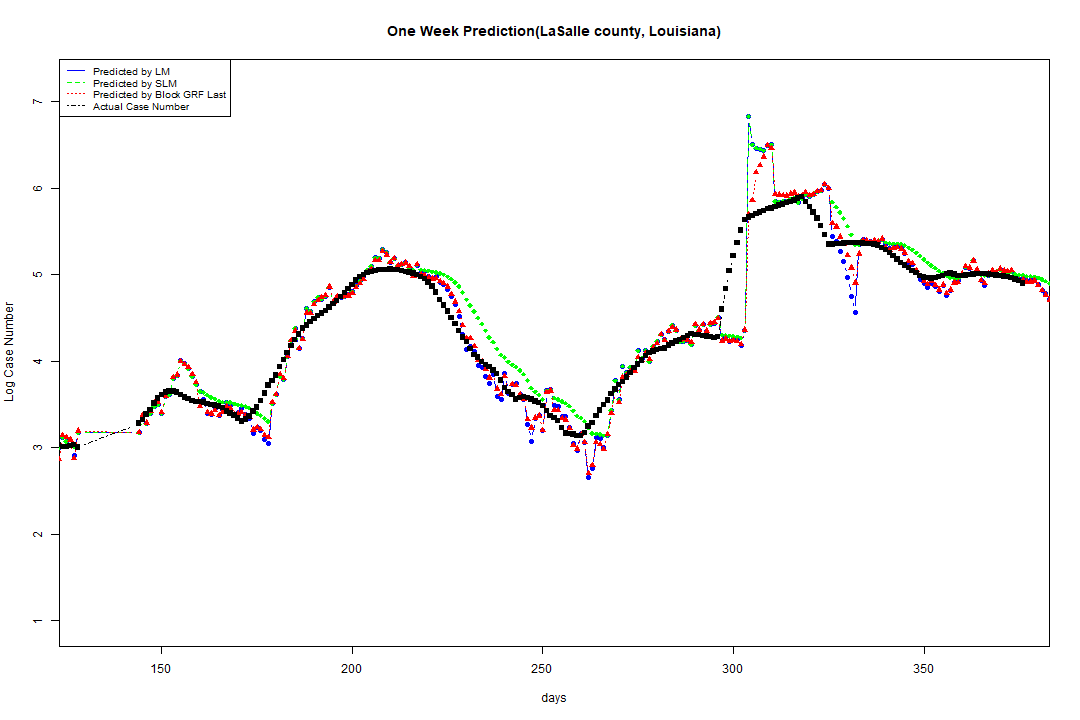 One Week Prediction(LaSalle county, Louisiana)
Predicted by LM
Predicted by SLM
Predicted by Block GRF Last
Actual Case Number
Log Case Number
7
6
5
4
3
2
1
150 200 250 300 350
days